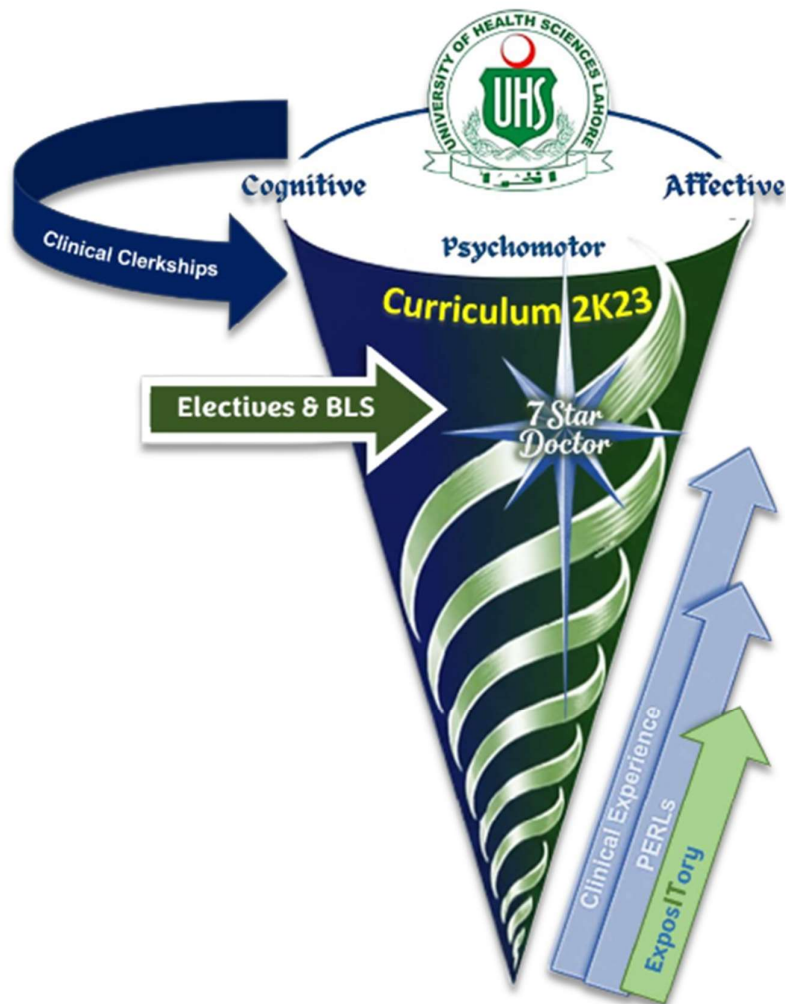 UNIVERSITY OF HEALTH SCIENCES LAHORE
UHS
Cognitive
Affective
Psychomotor
Clinical Clerkships
Curriculum 2K23
Electives & BLS
7 Star
Doctor
Clinical Experience
PERLs
ExposITory